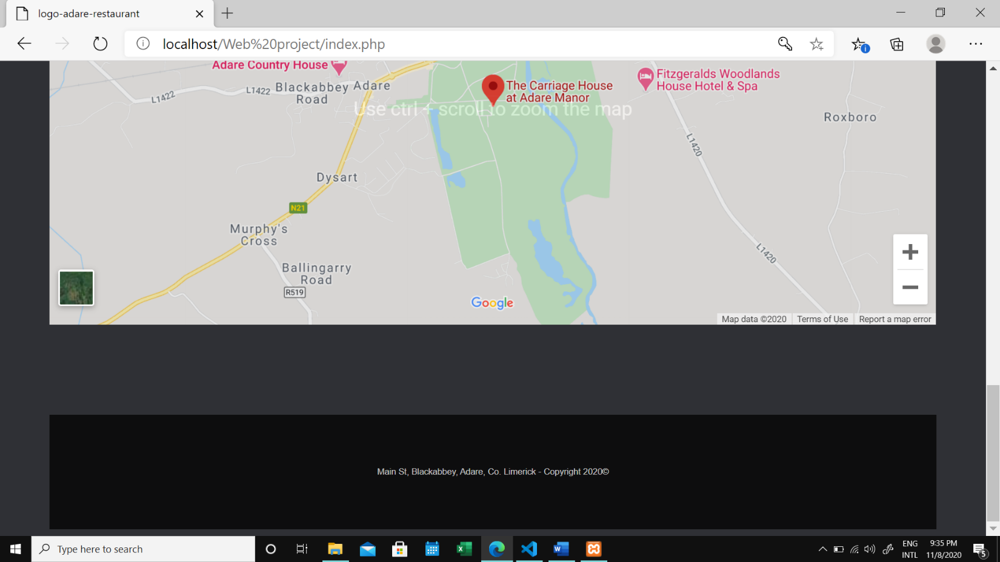 logo-adare-restaurant
localhost/Web%20project/index.php
Adare Country House
Fitzgeralds Woodlands
House Hotel & Spa
The Carriage House
at Adare Manor
L1422
L1422
Blackabbey
Road
Adare
Use ctrl + scroll to zoom the map
Roxboro
L1420
Dysart
N21
Murphy's
Cross
L1420
Ballingarry
Road
R519
Google
Map data ©2020
Terms of Use
Report a map error
Main St, Blackabbey, Adare, Co. Limerick - Copyright 2020©
Type here to search
ENG
INTL
9:35 PM
11/8/2020
5